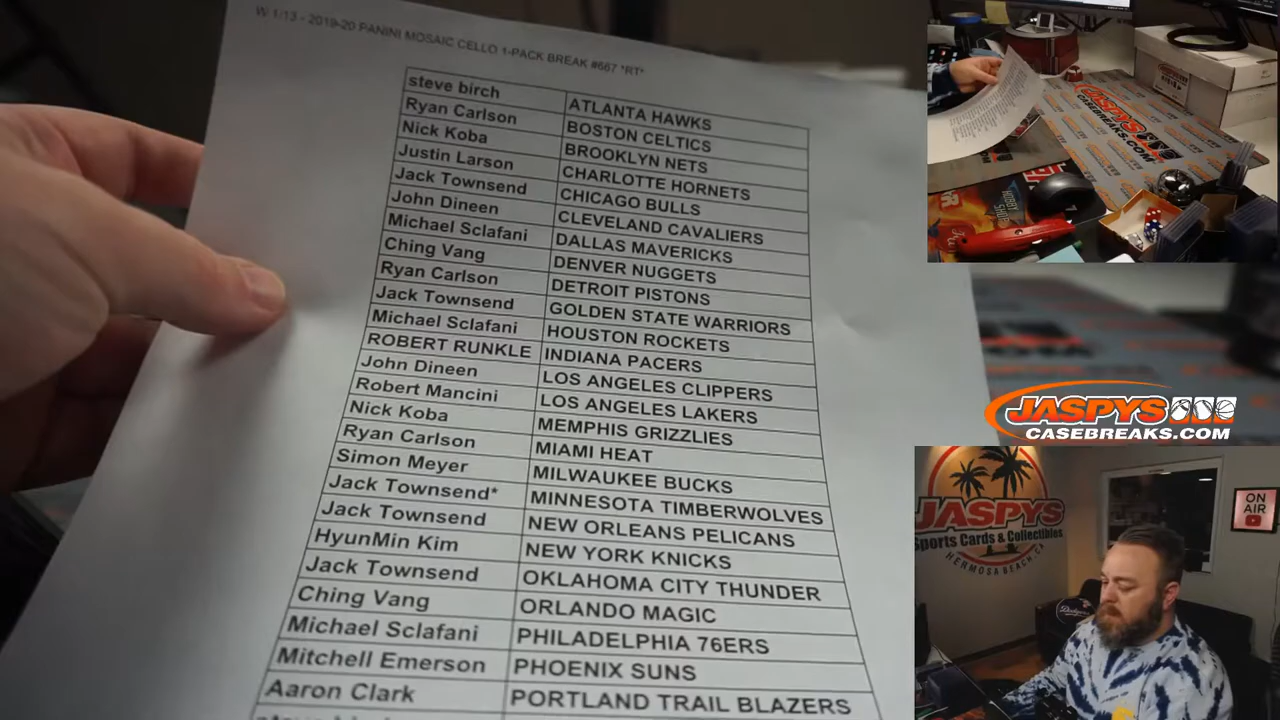 W 1/13 - 2019-20 PANINI MOSAIC CELLO 1-PACK BREAK #667 *RT*
steve birch ATLANTA HAWKS
Ryan Carlson BOSTON CELTICS
Nick Koba BROOKLYN NETS
Justin Larson CHARLOTTE HORNETS
Jack Townsend CHICAGO BULLS
John Dineen CLEVELAND CAVALIERS
Michael Sclafani DALLAS MAVERICKS
Ching Vang DENVER NUGGETS
Ryan Carlson DETROIT PISTONS
Jack Townsend GOLDEN STATE WARRIORS
Michael Sclafani HOUSTON ROCKETS
ROBERT RUNKLE INDIANA PACERS
John Dineen LOS ANGELES CLIPPERS
Robert Mancini LOS ANGELES LAKERS
Nick Koba MEMPHIS GRIZZLIES
Ryan Carlson MIAMI HEAT
Simon Meyer MILWAUKEE BUCKS
Jack Townsend* MINNESOTA TIMBERWOLVES
Jack Townsend NEW ORLEANS PELICANS
HyunMin Kim NEW YORK KNICKS
Jack Townsend OKLAHOMA CITY THUNDER
Ching Vang ORLANDO MAGIC
Michael Sclafani PHILADELPHIA 76ERS
Mitchell Emerson PHOENIX SUNS
Aaron Clark PORTLAND TRAIL BLAZERS
JASPYS
CASEBREAKS.COM
JASPYS
CASEBREAKS.COM
HOBBY
JASPYS
Sports Cards & Collectibles
HERMOSA BEACH, CA
ON
AIR
Dodgers